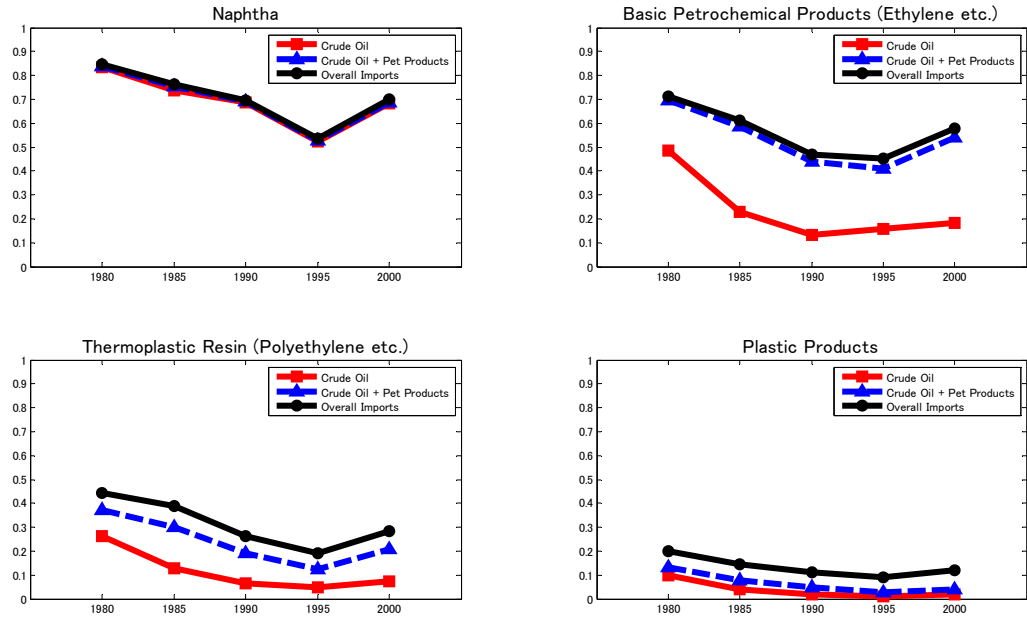 Naphtha
1
0.9
0.8
0.7
0.6
0.5
0.4
0.3
0.2
0.1
0
1980 1985 1990 1995 2000
Crude Oil
Crude Oil + Pet Products
Overall Imports
Basic Petrochemical Products (Ethylene etc.)
1
0.9
0.8
0.7
0.6
0.5
0.4
0.3
0.2
0.1
0
1980 1985 1990 1995 2000
Crude Oil
Crude Oil + Pet Products
Overall Imports
Thermoplastic Resin (Polyethylene etc.)
1
0.9
0.8
0.7
0.6
0.5
0.4
0.3
0.2
0.1
0
1980 1985 1990 1995 2000
Crude Oil
Crude Oil + Pet Products
Overall Imports
Plastic Products
1
0.9
0.8
0.7
0.6
0.5
0.4
0.3
0.2
0.1
0
1980 1985 1990 1995 2000
Crude Oil
Crude Oil + Pet Products
Overall Imports